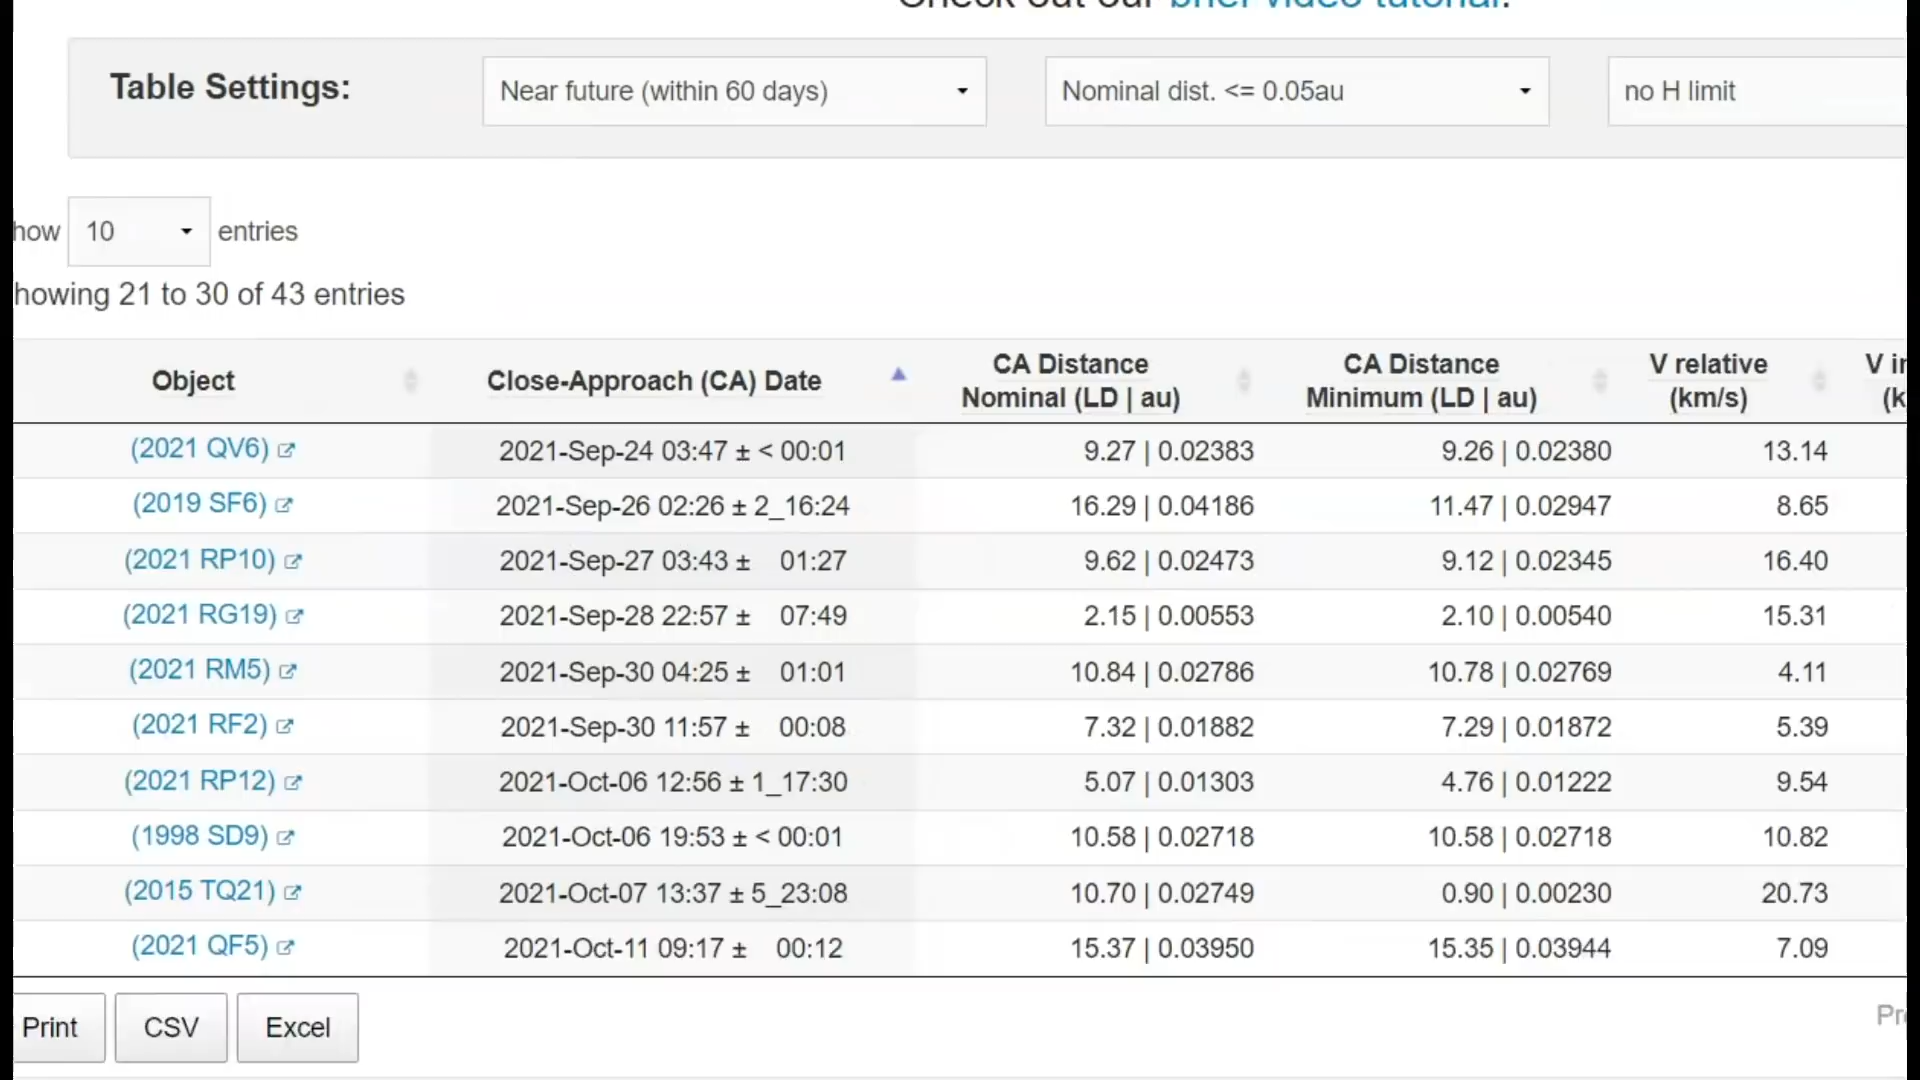 Check out our brief video tutorial.
Table Settings: Near future (within 60 days) Nominal dist. <= 0.05au no H limit
how 10 entries
howing 21 to 30 of 43 entries
Object Close-Approach (CA) Date CA Distance Nominal (LD | au) CA Distance Minimum (LD | au) V relative (km/s) V in (k
(2021 QV6) 2021-Sep-24 03:47 ± < 00:01 9.27 | 0.02383 9.26 | 0.02380 13.14
(2019 SF6) 2021-Sep-26 02:26 ± 2_16:24 16.29 | 0.04186 11.47 | 0.02947 8.65
(2021 RP10) 2021-Sep-27 03:43 ± 01:27 9.62 | 0.02473 9.12 | 0.02345 16.40
(2021 RG19) 2021-Sep-28 22:57 ± 07:49 2.15 | 0.00553 2.10 | 0.00540 15.31
(2021 RM5) 2021-Sep-30 04:25 ± 01:01 10.84 | 0.02786 10.78 | 0.02769 4.11
(2021 RF2) 2021-Sep-30 11:57 ± 00:08 7.32 | 0.01882 7.29 | 0.01872 5.39
(2021 RP12) 2021-Oct-06 12:56 ± 1_17:30 5.07 | 0.01303 4.76 | 0.01222 9.54
(1998 SD9) 2021-Oct-06 19:53 ± < 00:01 10.58 | 0.02718 10.58 | 0.02718 10.82
(2015 TQ21) 2021-Oct-07 13:37 ± 5_23:08 10.70 | 0.02749 0.90 | 0.00230 20.73
(2021 QF5) 2021-Oct-11 09:17 ± 00:12 15.37 | 0.03950 15.35 | 0.03944 7.09
Print CSV Excel Pr